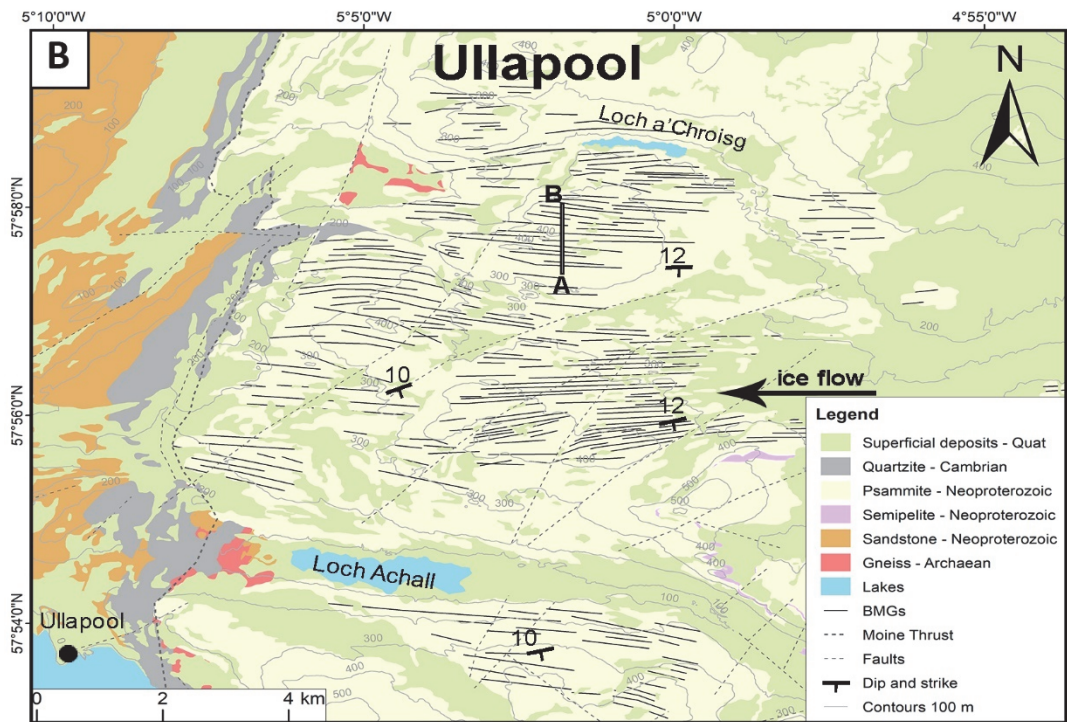 5°10'0"W 5°5'0"W 5°0'0"W 4°55'0"W
B
Ullapool
N
Loch a'Chroisg
57°58'0"N
57°56'0"N
57°54'0"N
B
A
12
10
12
10
ice flow
Loch Achall
Ullapool
0 2 4 km
400
200
300
100
500
Legend
Superficial deposits - Quat
Quartzite - Cambrian
Psammite - Neoproterozoic
Semipelite - Neoproterozoic
Sandstone - Neoproterozoic
Gneiss - Archaean
Lakes
BMGs
Moine Thrust
Faults
Dip and strike
Contours 100 m